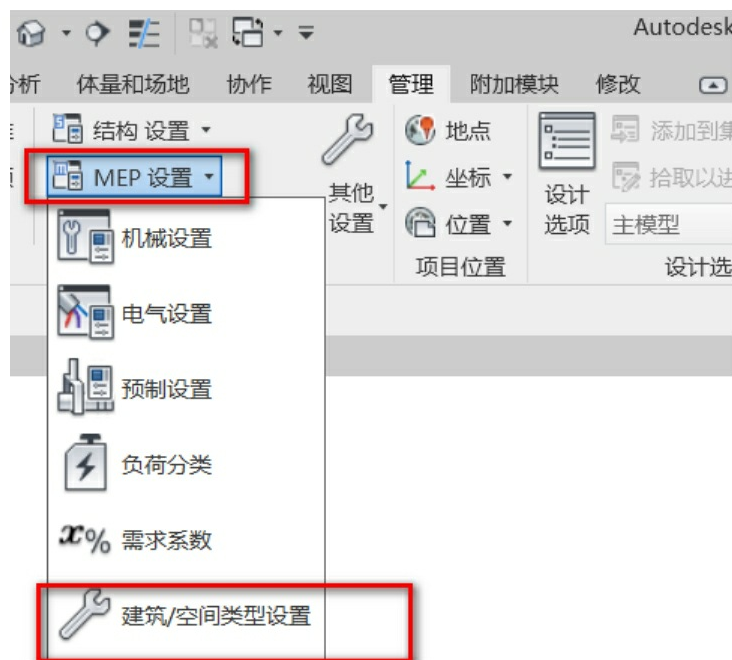 Autodesk
分析 体量和场地 协作 视图 管理 附加模块 修改
结构 设置
MEP 设置
其他
设置
地点
坐标
位置
项目位置
设计
选项
添加到集
拾取以进
主模型
设计选
机械设置
电气设置
预制设置
负荷分类
需求系数
建筑/空间类型设置